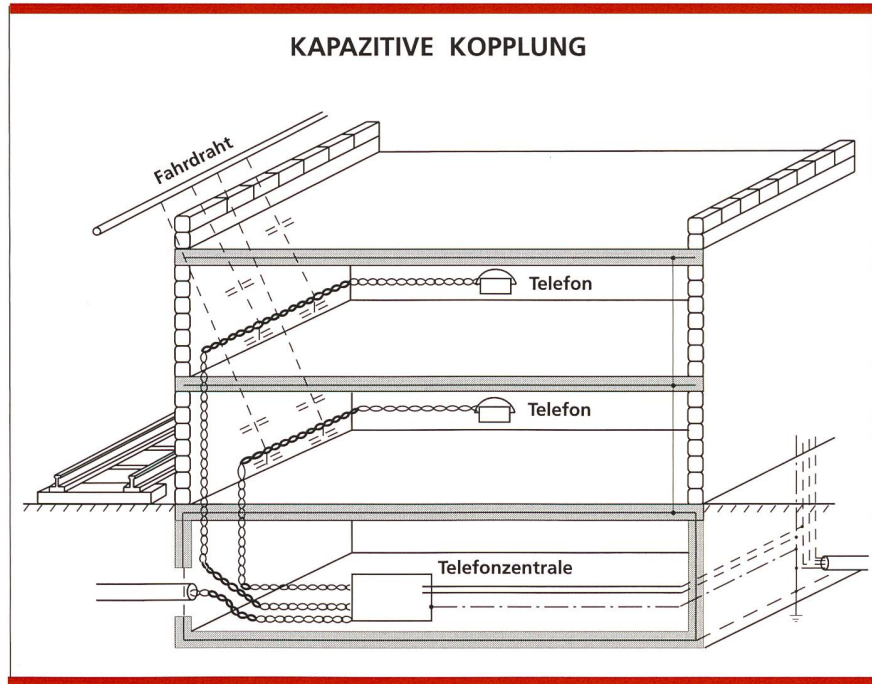 KAPAZITIVE KOPPLUNG
Fahrdraht
Telefon
Telefon
Telefonzentrale